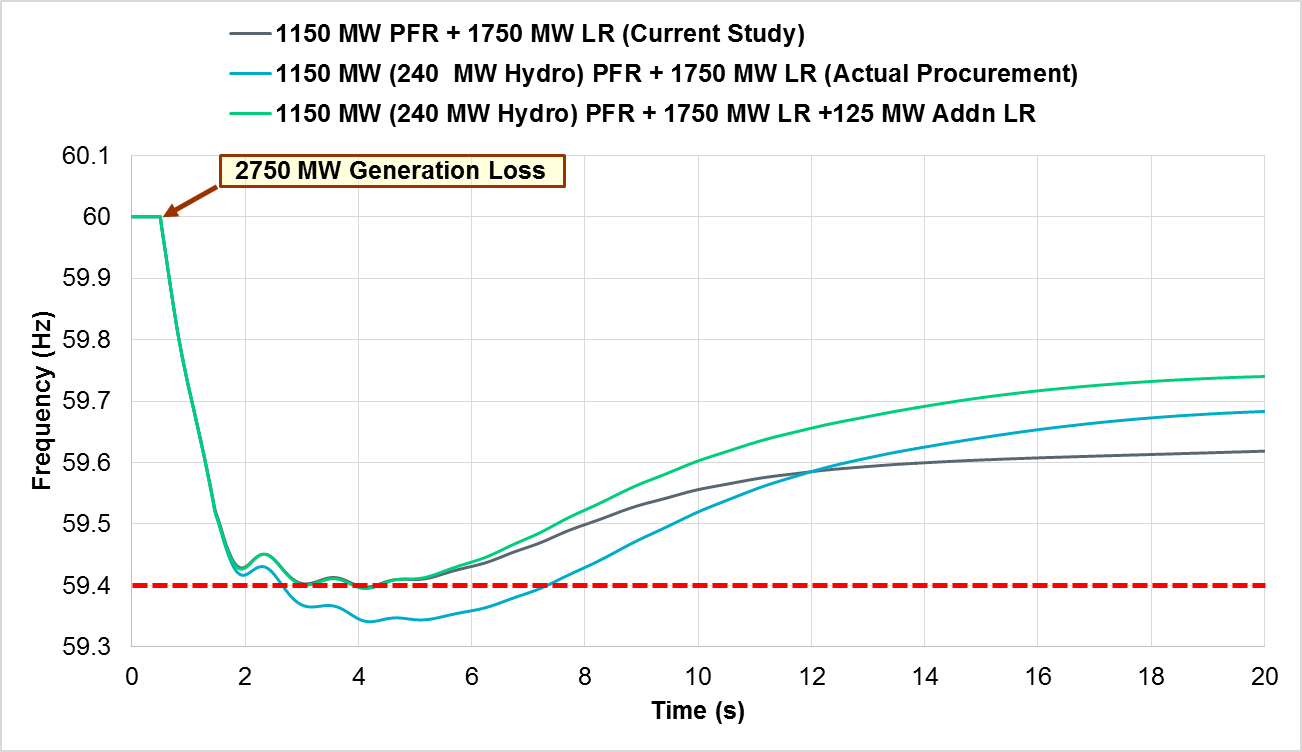 1150 MW PFR + 1750 MW LR (Current Study)
1150 MW (240  MW Hydro) PFR + 1750 MW LR (Actual Procurement)
1150 MW (240 MW Hydro) PFR + 1750 MW LR +125 MW Addn LR
2750 MW Generation Loss
Frequency (Hz)
60.1
60
59.9
59.8
59.7
59.6
59.5
59.4
59.3
0 2 4 6 8 10 12 14 16 18 20
Time (s)